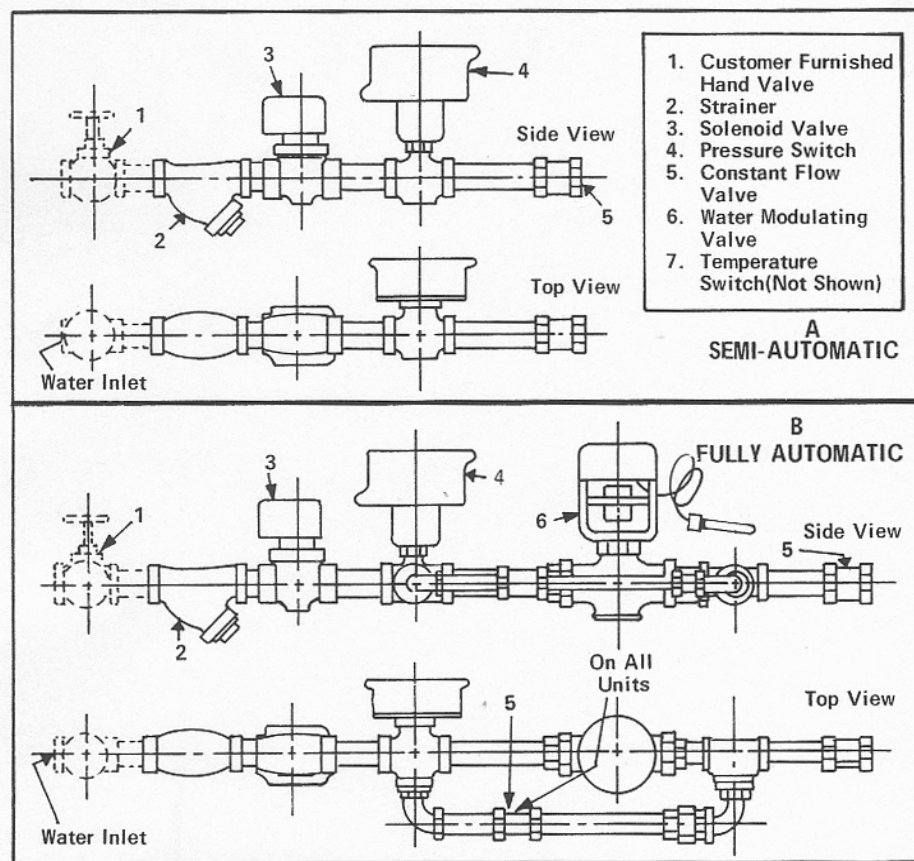 3
4
1
Side View
2
5
1. Customer Furnished
Hand Valve
2. Strainer
3. Solenoid Valve
4. Pressure Switch
5. Constant Flow
Valve
6. Water Modulating
Valve
7. Temperature
Switch(Not Shown)
Top View
Water Inlet
A
SEMI-AUTOMATIC
B
FULLY AUTOMATIC
3
4
1
6
Side View
5
2
On All
Units
5
Top View
Water Inlet